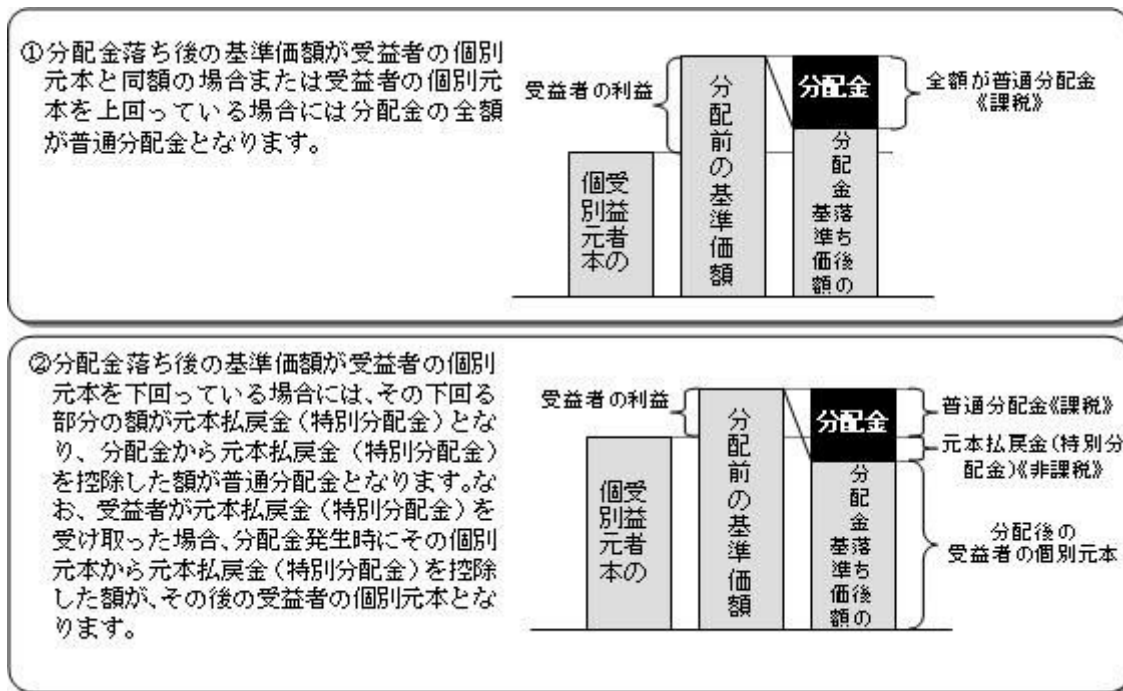 ①分配金落ち後の基準価額が受益者の個別
元本と同額の場合または受益者の個別元
本を上回っている場合には分配金の全額
が普通分配金となります。
受益者の利益
受益者の
個別元本
分配前の基準価額
分配金
分配金落ち後の
基準価額
全額が普通分配金
《課税》
②分配金落ち後の基準価額が受益者の個別
元本を下回っている場合には、その下回る
部分の額が元本払戻金（特別分配金）とな
り、分配金から元本払戻金（特別分配金）
を控除した額が普通分配金となります。な
お、受益者が元本払戻金（特別分配金）を
受け取った場合、分配金発生時にその個別
元本から元本払戻金（特別分配金）を控除
した額が、その後の受益者の個別元本とな
ります。
受益者の利益
受益者の
個別元本
分配前の基準価額
分配金
分配金落ち後の
基準価額
普通分配金《課税》
元本払戻金（特別分
配金）《非課税》
分配後の
受益者の個別元本